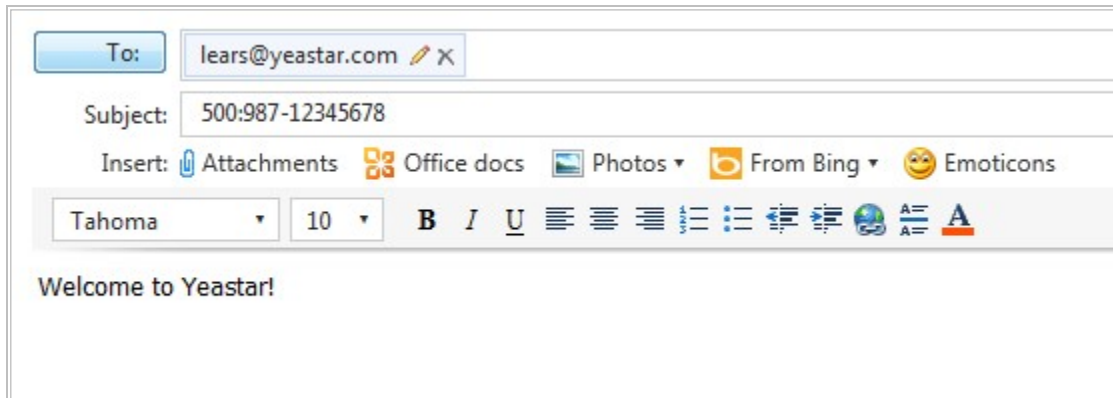 To: lears@yeastar.com
Subject: 500:987-12345678
Insert: Attachments Office docs Photos From Bing Emoticons
Tahoma 10 B I U A
Welcome to Yeastar!